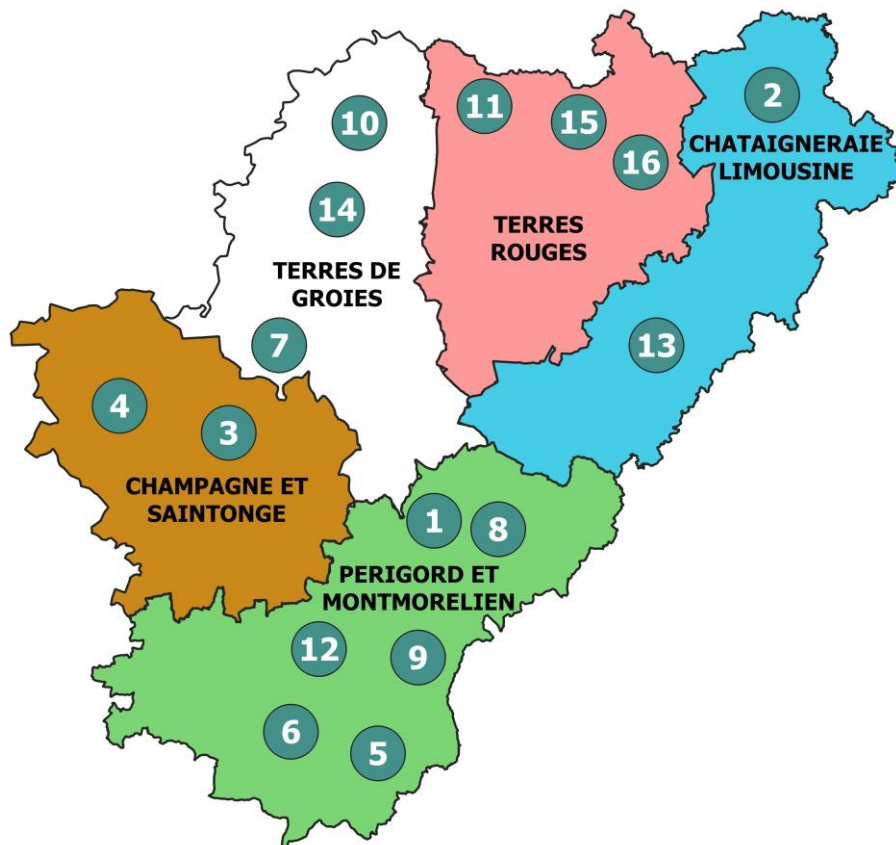 2
10
11
15
CHATAIGNERAIE
LIMOUSINE
16
14
TERRES
ROUGES
TERRES DE
GROIES
7
13
4
3
CHAMPAGNE ET
SAINTONGE
1
8
PERIGORD ET
MONTMORELIEN
12
9
6
5